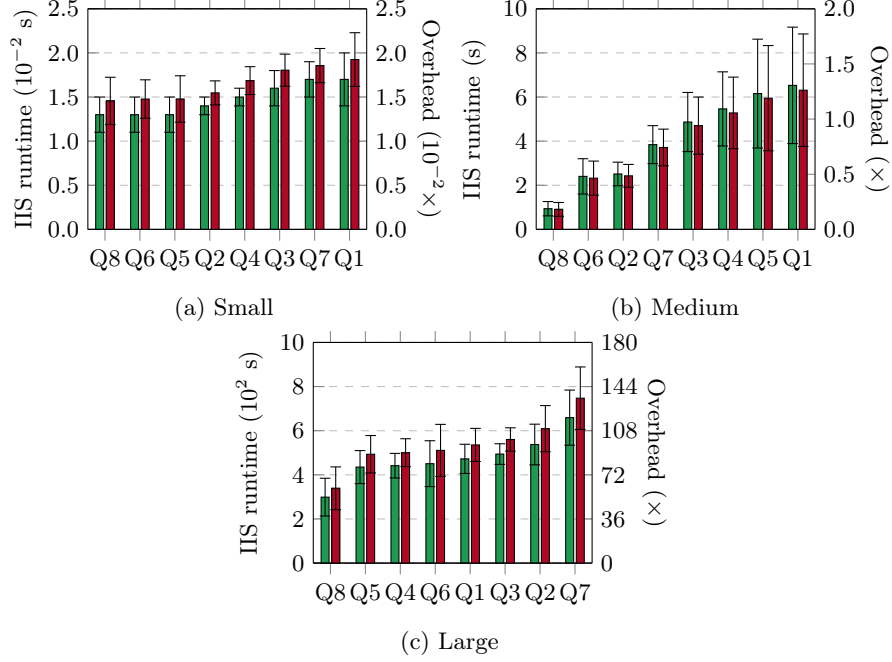 2.5 2.0 1.5 1.0 0.5 0.0
IIS runtime (10⁻² s)
2.5 2.0 1.5 1.0 0.5 0.0
Overhead (10⁻²×)
Q8 Q6 Q5 Q2 Q4 Q3 Q7 Q1
(a) Small
10 8 6 4 2 0
IIS runtime (s)
2.0 1.5 1.0 0.5 0.0
Overhead (×)
Q8 Q6 Q2 Q7 Q3 Q4 Q5 Q1
(b) Medium
10 8 6 4 2 0
IIS runtime (10² s)
180 144 108 72 36 0
Overhead (×)
Q8 Q5 Q4 Q6 Q1 Q3 Q2 Q7
(c) Large